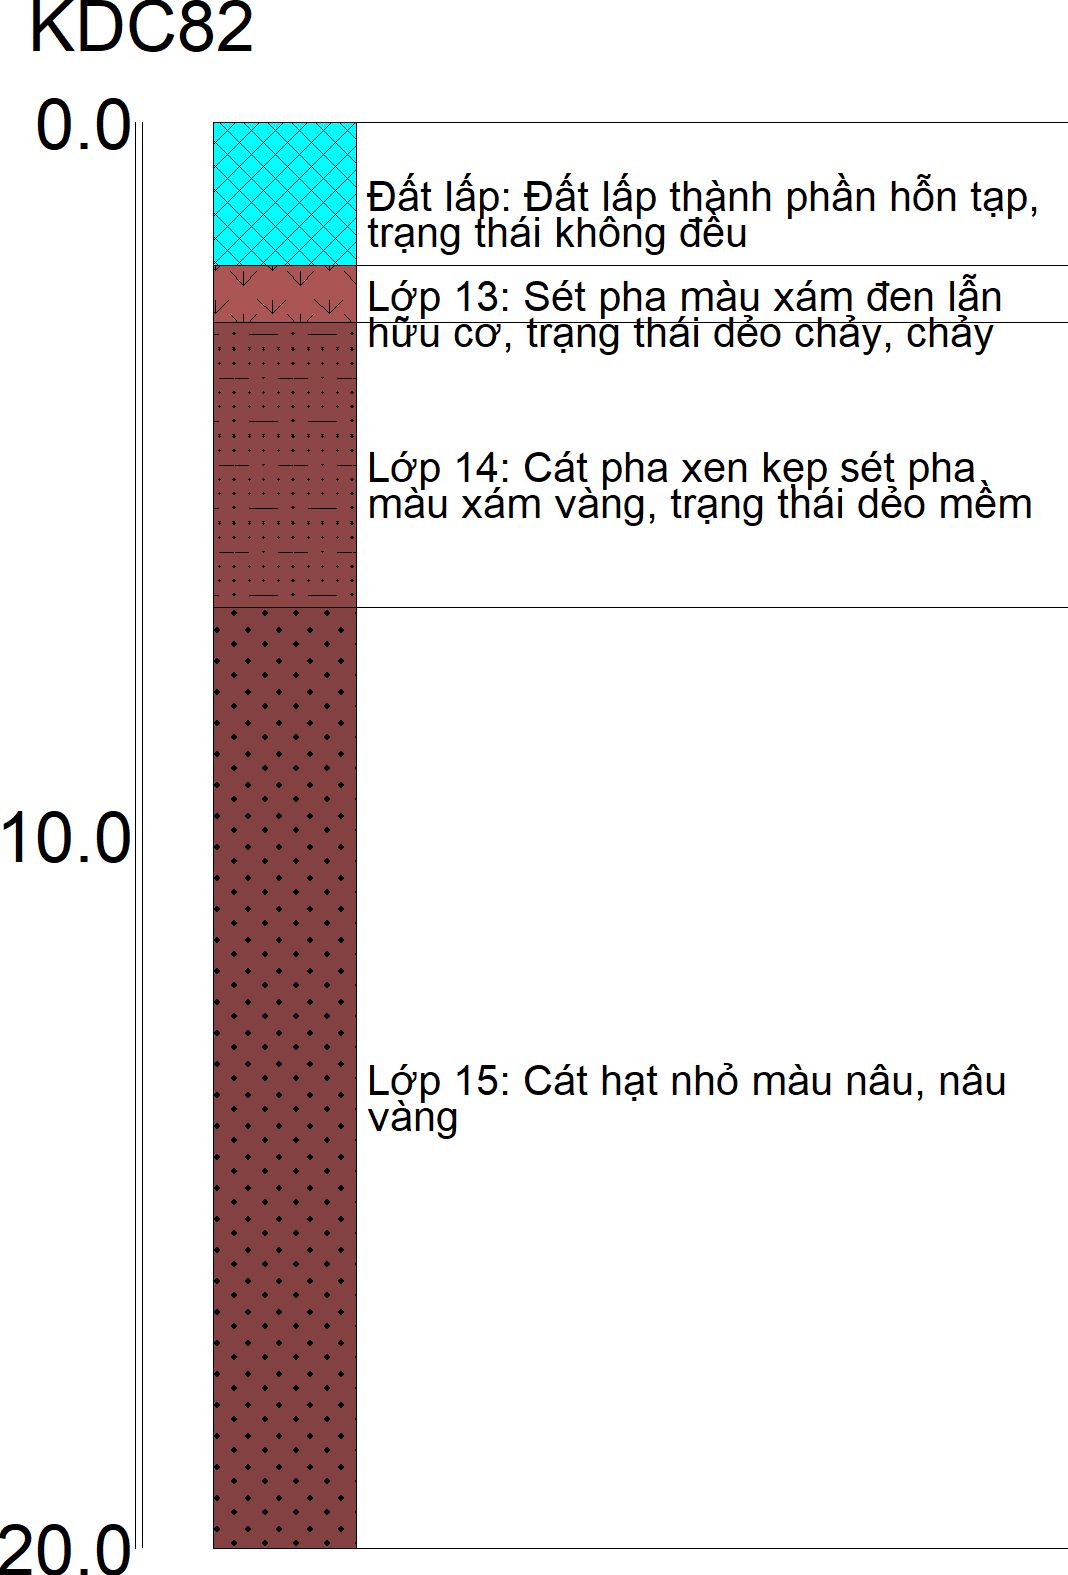 KDC82
0.0
Đất lấp: Đất lấp thành phần hỗn tạp,
trạng thái không đều
Lớp 13: Sét pha màu xám đen lẫn
hữu cơ, trạng thái dẻo chảy, chảy
Lớp 14: Cát pha xen kẹp sét pha
màu xám vàng, trạng thái dẻo mềm
10.0
Lớp 15: Cát hạt nhỏ màu nâu, nâu
vàng
20.0